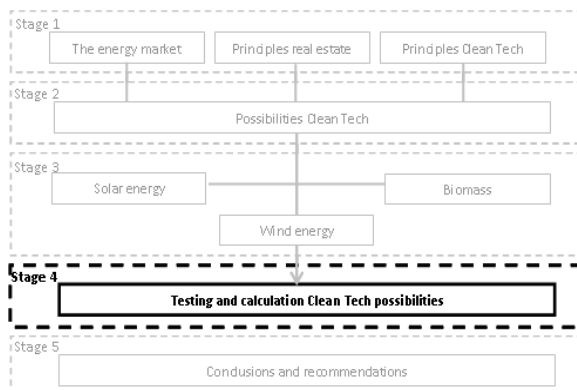 Stage 1
The energy market
Principles real estate
Principles Clean Tech
Stage 2
Possibilities Clean Tech
Stage 3
Solar energy
Biomass
Wind energy
Stage 4
Testing and calculation Clean Tech possibilities
Stage 5
Conclusions and recommendations